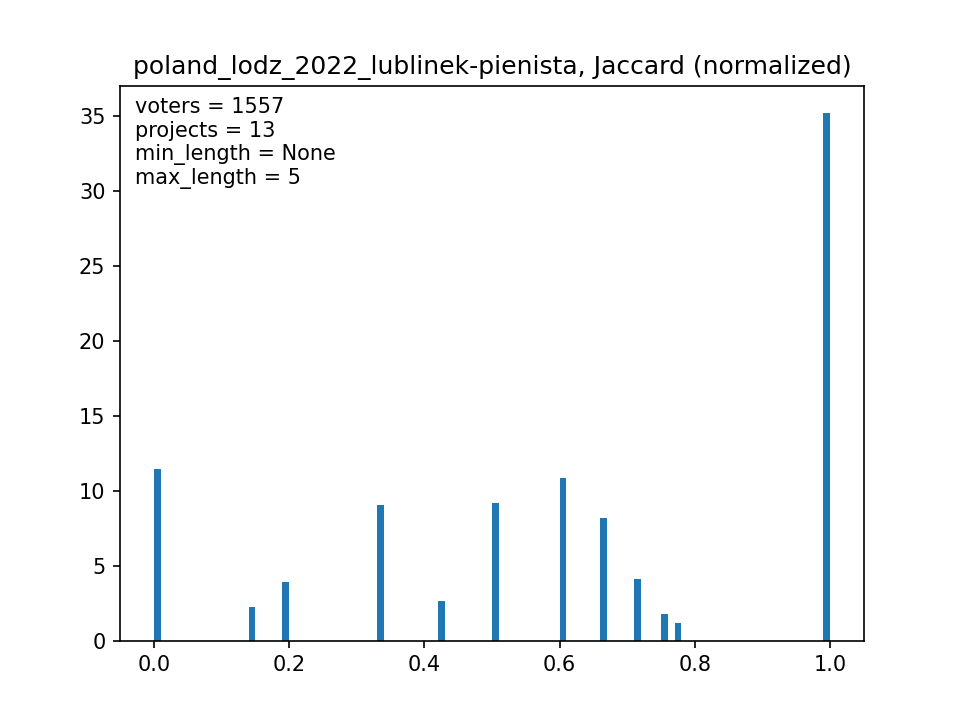 poland_lodz_2022_lublinek-pienista, Jaccard (normalized)
voters = 1557
projects = 13
min_length = None
max_length = 5
35
30
25
20
15
10
5
0
0.0 0.2 0.4 0.6 0.8 1.0